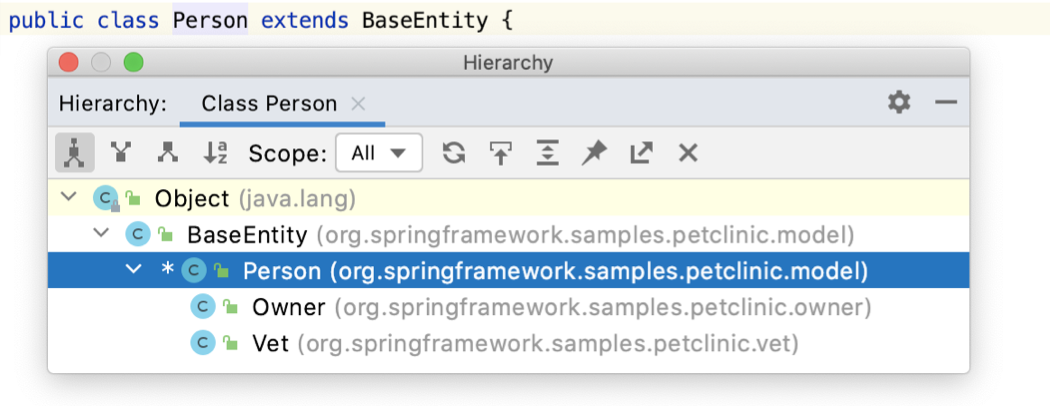 public class Person extends BaseEntity {
Hierarchy
Hierarchy: Class Person
Scope: All
Object (java.lang)
BaseEntity (org.springframework.samples.petclinic.model)
* Person (org.springframework.samples.petclinic.model)
Owner (org.springframework.samples.petclinic.owner)
Vet (org.springframework.samples.petclinic.vet)